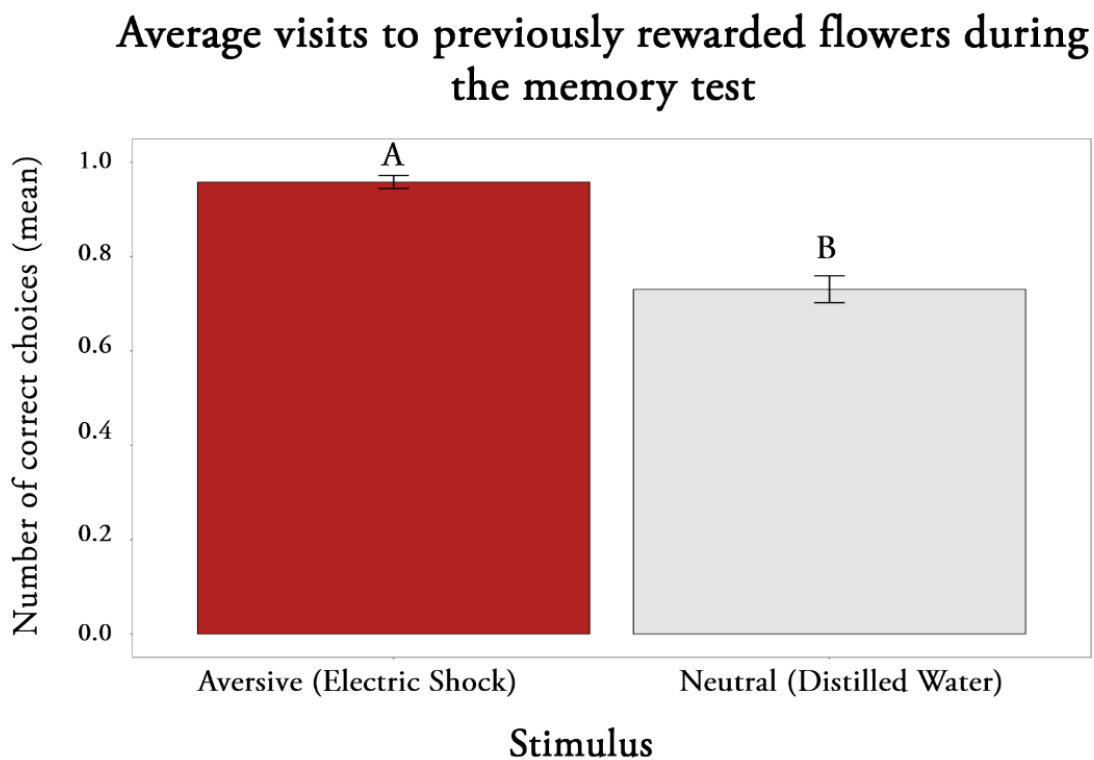 Average visits to previously rewarded flowers during
the memory test
Number of correct choices (mean)
1.0
0.8
0.6
0.4
0.2
0.0
A
B
Aversive (Electric Shock)
Neutral (Distilled Water)
Stimulus